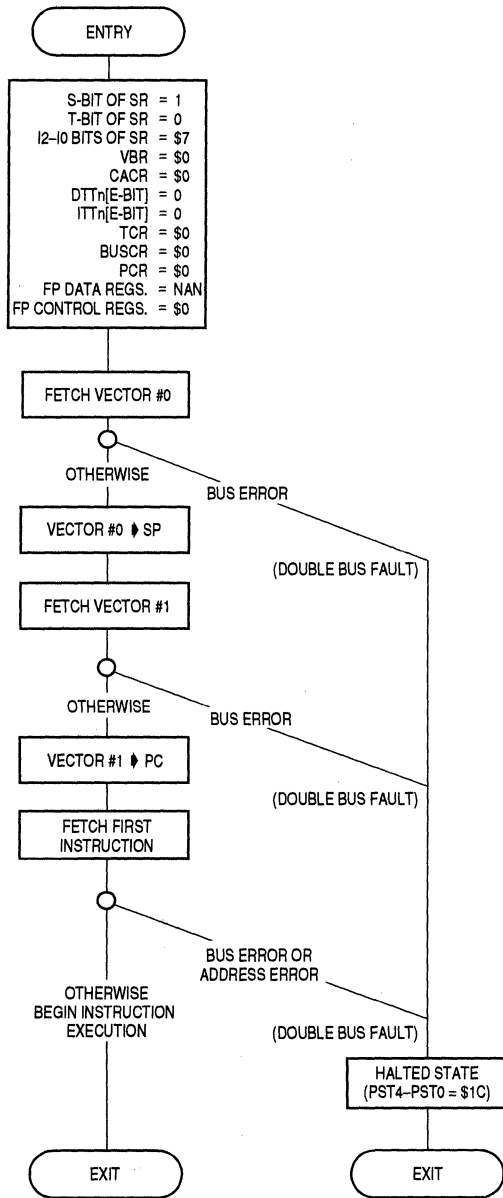 ENTRY
S-BIT OF SR = 1
T-BIT OF SR = 0
I2–I0 BITS OF SR = $7
VBR = $0
CACR = $0
DTTn[E-BIT] = 0
ITTn[E-BIT] = 0
TCR = $0
BUSCR = $0
PCR = $0
FP DATA REGS. = NAN
FP CONTROL REGS. = $0
FETCH VECTOR #0
OTHERWISE
BUS ERROR
VECTOR #0 ➧ SP
(DOUBLE BUS FAULT)
FETCH VECTOR #1
OTHERWISE
BUS ERROR
VECTOR #1 ➧ PC
(DOUBLE BUS FAULT)
FETCH FIRST
INSTRUCTION
BUS ERROR OR
ADDRESS ERROR
OTHERWISE
BEGIN INSTRUCTION
EXECUTION
(DOUBLE BUS FAULT)
HALTED STATE
(PST4–PST0 = $1C)
EXIT
EXIT